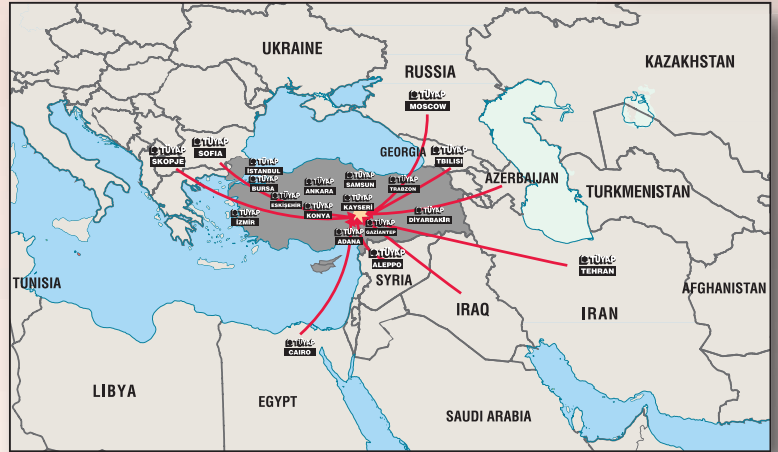 UKRAINE
KAZAKHSTAN
RUSSIA
TÜYAP
MOSCOW
TÜYAP
SOFIA
TÜYAP
SKOPJE
GEORGIA
TÜYAP
TBILISI
TÜYAP
İSTANBUL
TÜYAP
BURSA
TÜYAP
ANKARA
TÜYAP
SAMSUN
TÜYAP
TRABZON
AZERBAIJAN
TURKMENISTAN
TÜYAP
ESKİŞEHİR
TÜYAP
KAYSERİ
TÜYAP
İZMİR
TÜYAP
KONYA
TÜYAP
DİYARBAKİR
TÜYAP
GAZİANTEP
TÜYAP
ADANA
TÜYAP
ALEPPO
TÜYAP
TEHRAN
TUNISIA
SYRIA
AFGHANISTAN
IRAQ
IRAN
TÜYAP
CAIRO
LIBYA
EGYPT
SAUDI ARABIA